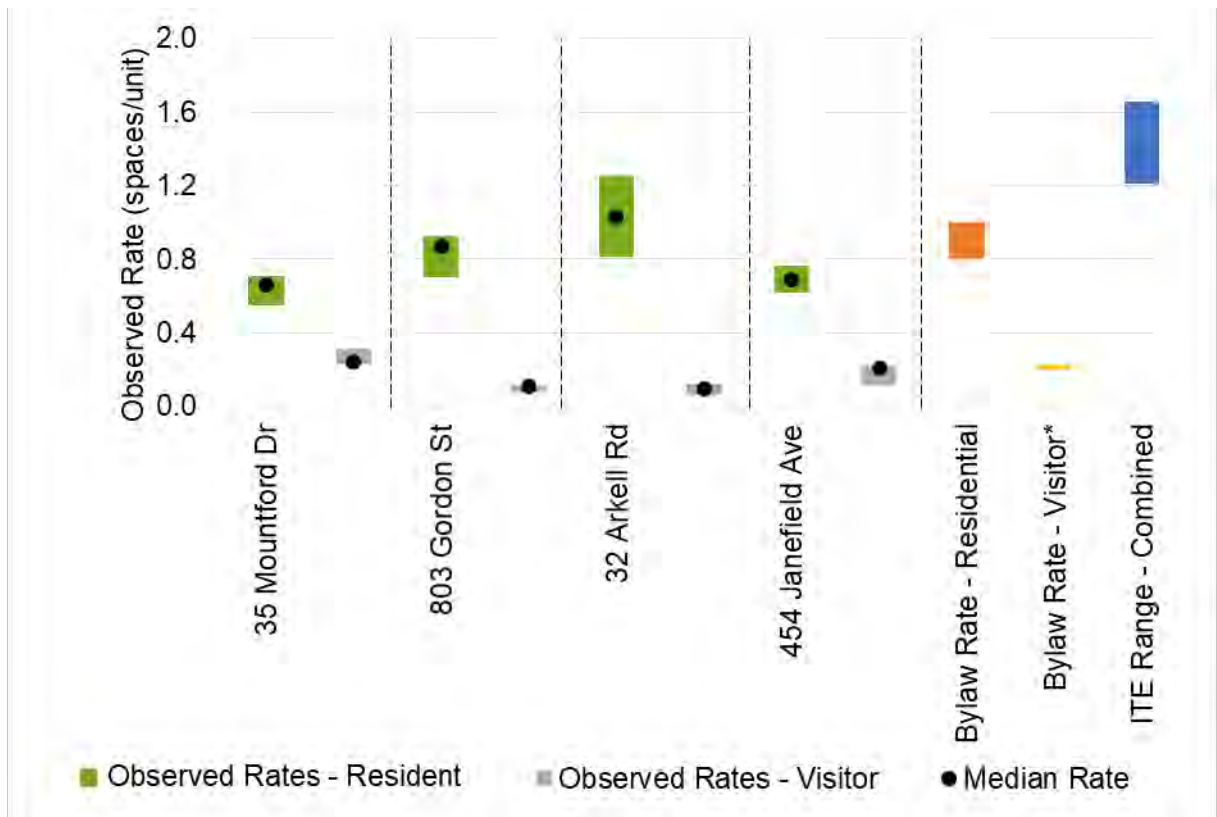 Observed Rate (spaces/unit)
2.0
1.6
1.2
0.8
0.4
0.0
35 Mountford Dr
803 Gordon St
32 Arkell Rd
454 Janefield Ave
Bylaw Rate - Residential
Bylaw Rate - Visitor*
ITE Range - Combined
Observed Rates - Resident
Observed Rates - Visitor
Median Rate